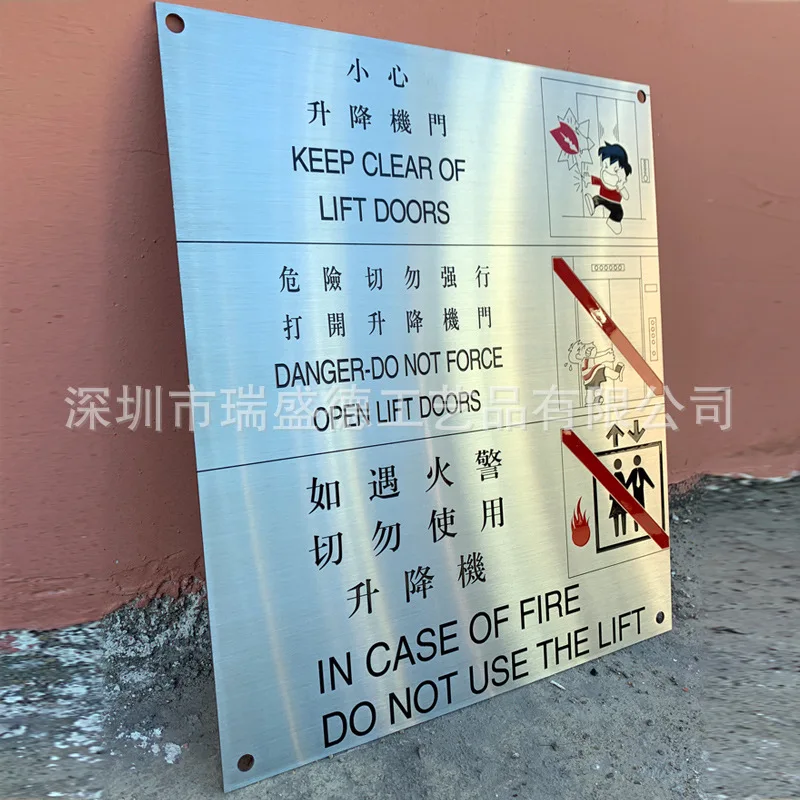 小心
升降機門
KEEP CLEAR OF
LIFT DOORS
危險切勿强行
打開升降機門
DANGER-DO NOT FORCE
OPEN LIFT DOORS
深圳市瑞盛德工艺品有限公司
如遇火警
切勿使用
升降機
IN CASE OF FIRE
DO NOT USE THE LIFT